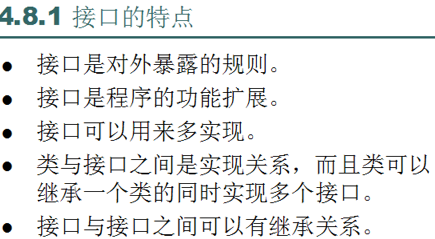 4.8.1 接口的特点
● 接口是对外暴露的规则。
● 接口是程序的功能扩展。
● 接口可以用来多实现。
● 类与接口之间是实现关系，而且类可以
继承一个类的同时实现多个接口。
● 接口与接口之间可以有继承关系。